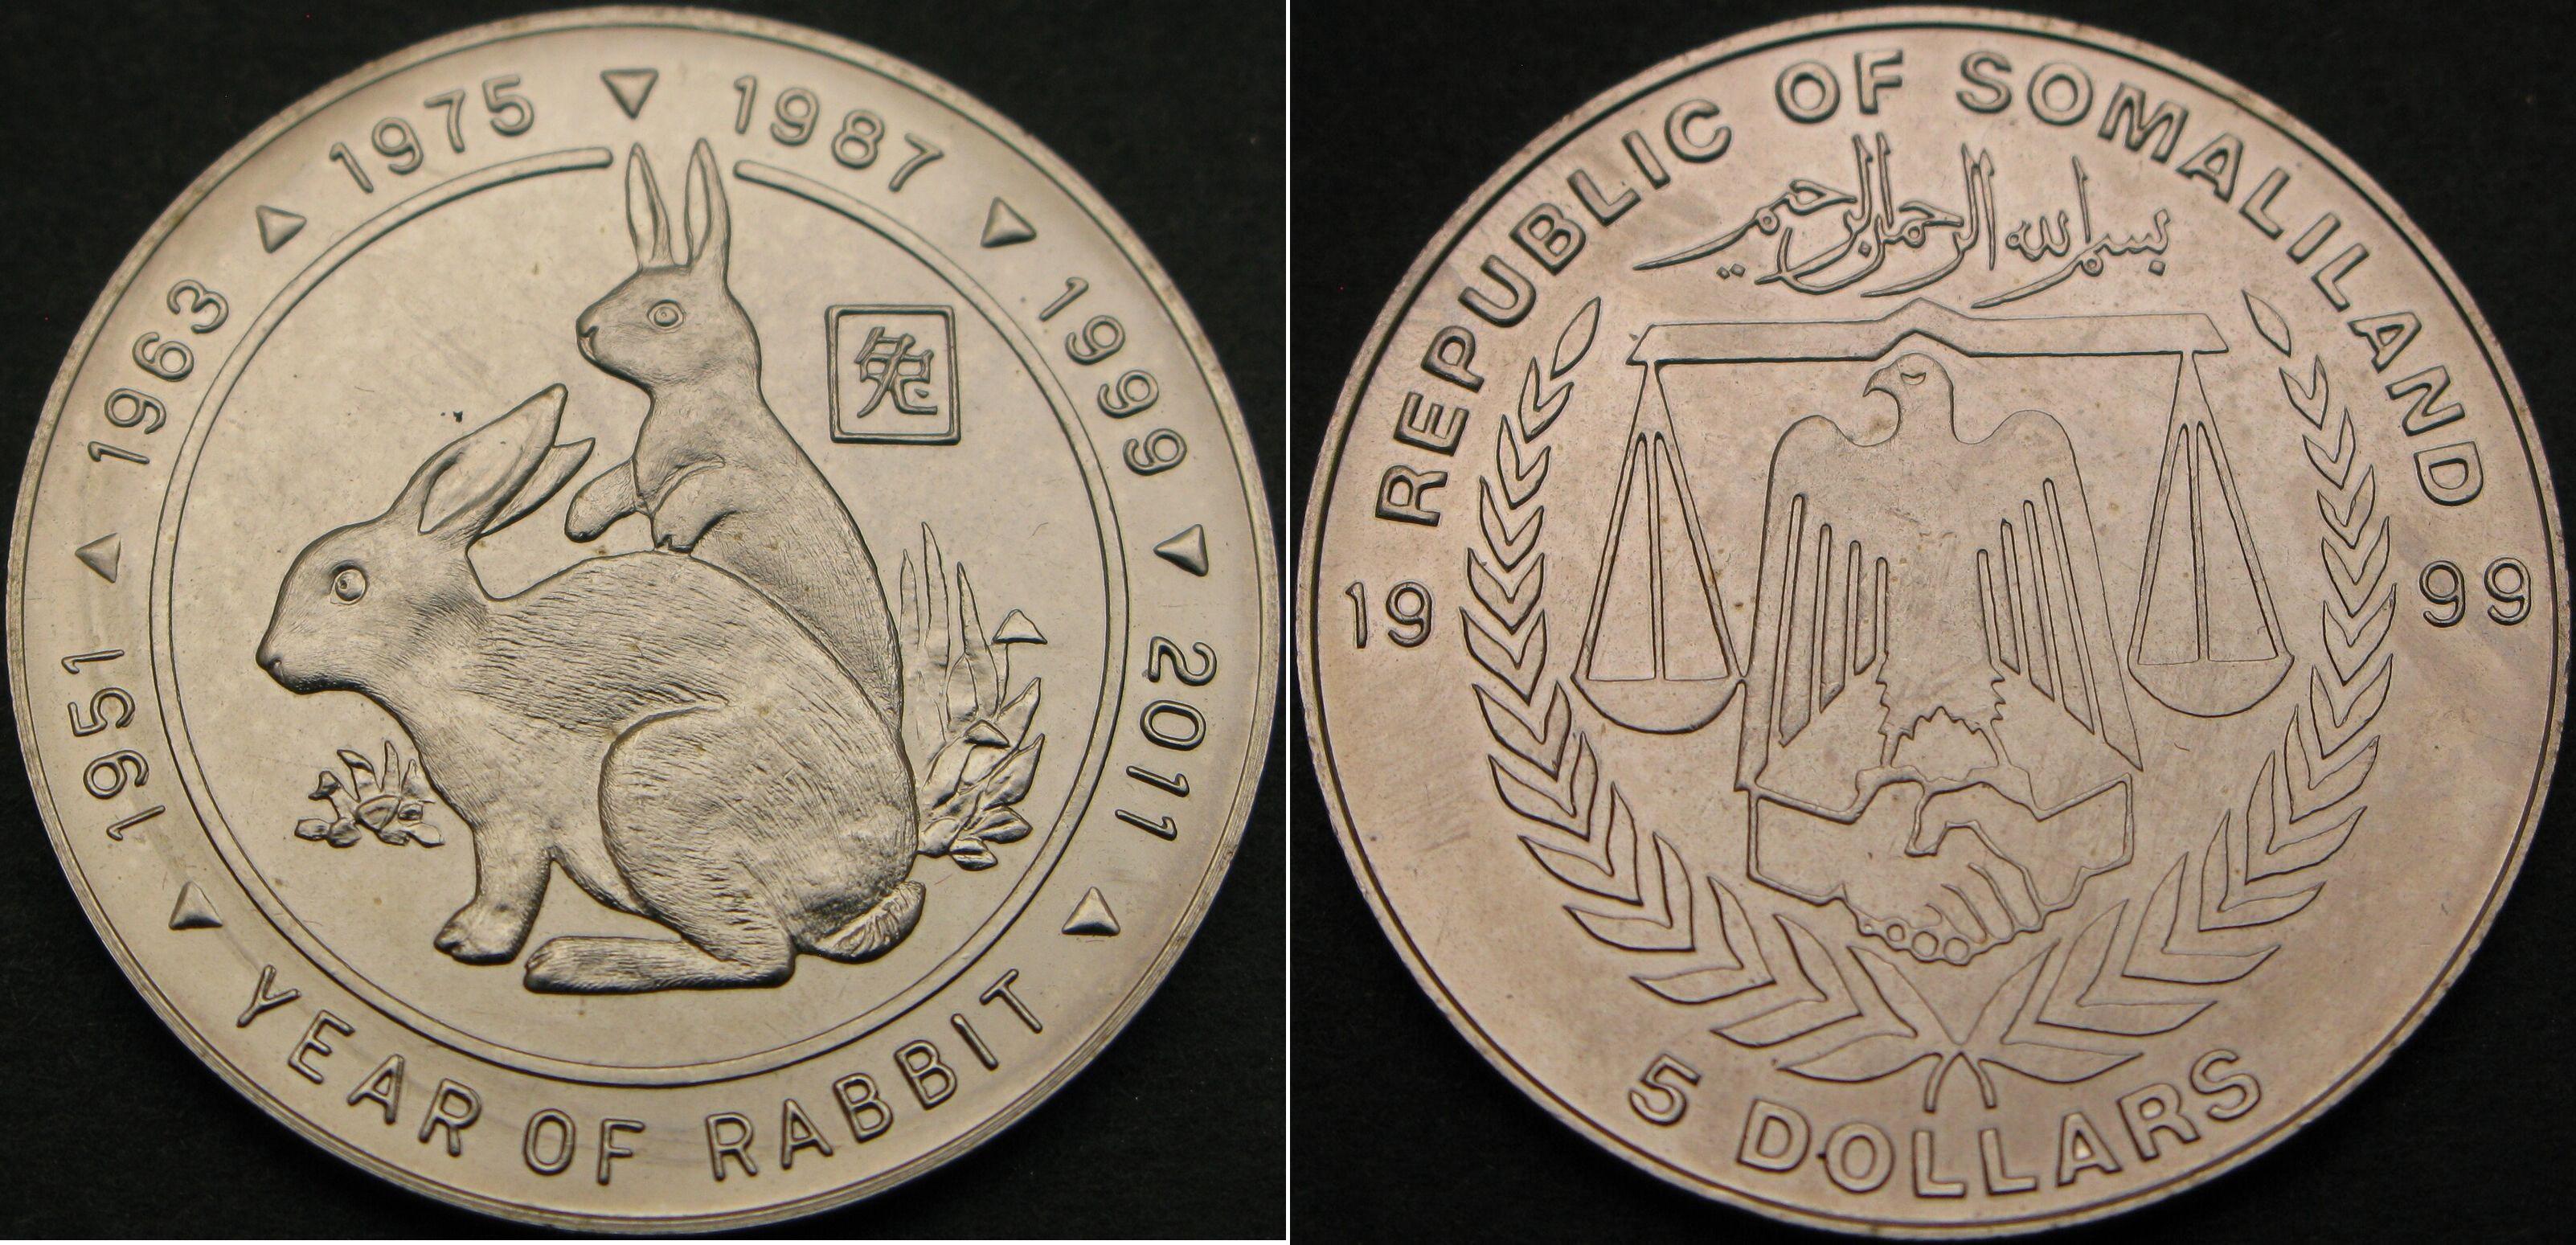 1951 1963 1975 1987 1999 2011
兔
YEAR OF RABBIT
REPUBLIC OF SOMALILAND
بسم الله الرحمن الرحيم
19 99
5 DOLLARS